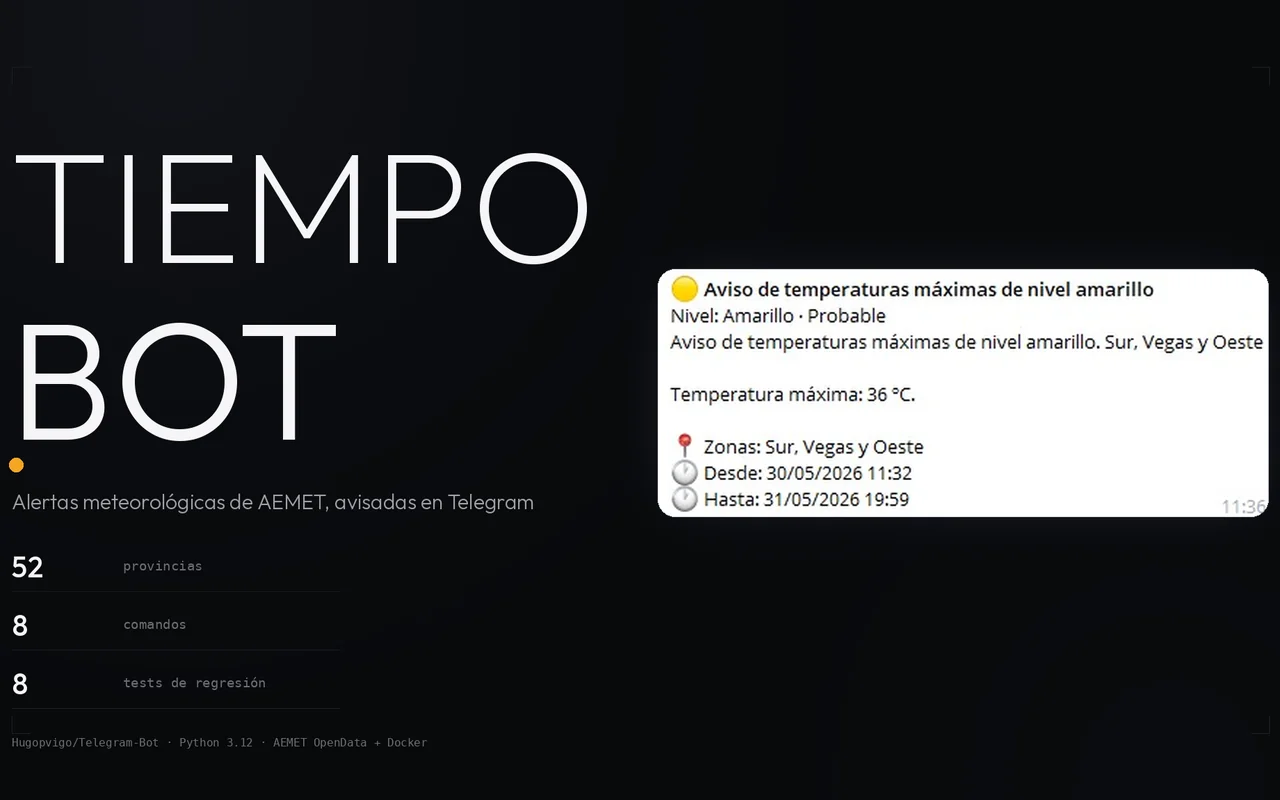 TIEMPO
BOT
Alertas meteorológicas de AEMET, avisadas en Telegram
52 provincias
8 comandos
8 tests de regresión
Hugopvigo/Telegram-Bot · Python 3.12 · AEMET OpenData + Docker
Aviso de temperaturas máximas de nivel amarillo
Nivel: Amarillo · Probable
Aviso de temperaturas máximas de nivel amarillo. Sur, Vegas y Oeste
Temperatura máxima: 36 ºC.
Zonas: Sur, Vegas y Oeste
Desde: 30/05/2026 11:32
Hasta: 31/05/2026 19:59
11:36